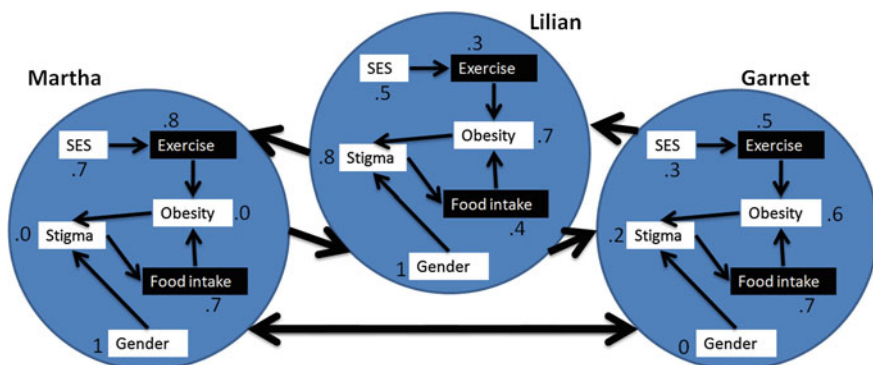 Martha
.8
SES
Exercise
.7
Obesity
.0
.0
Stigma
Food intake
.7
1
Gender
Lilian
.3
SES
Exercise
.5
Obesity
.7
.8
Stigma
Food intake
.4
1
Gender
Garnet
.5
SES
Exercise
.3
Obesity
.6
.2
Stigma
Food intake
.7
0
Gender